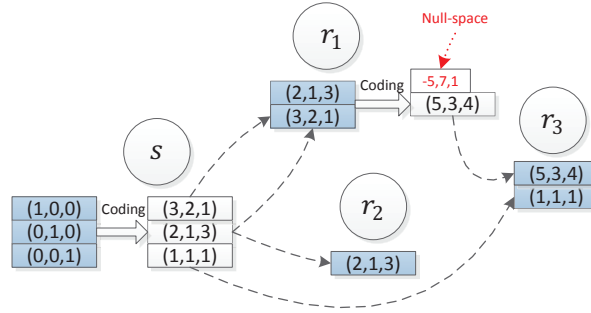 Null-space
r1
Coding
-5,7,1
(2,1,3)
(3,2,1)
(5,3,4)
s
r3
r2
(5,3,4)
(1,1,1)
Coding
(1,0,0)
(0,1,0)
(0,0,1)
(3,2,1)
(2,1,3)
(1,1,1)
(2,1,3)